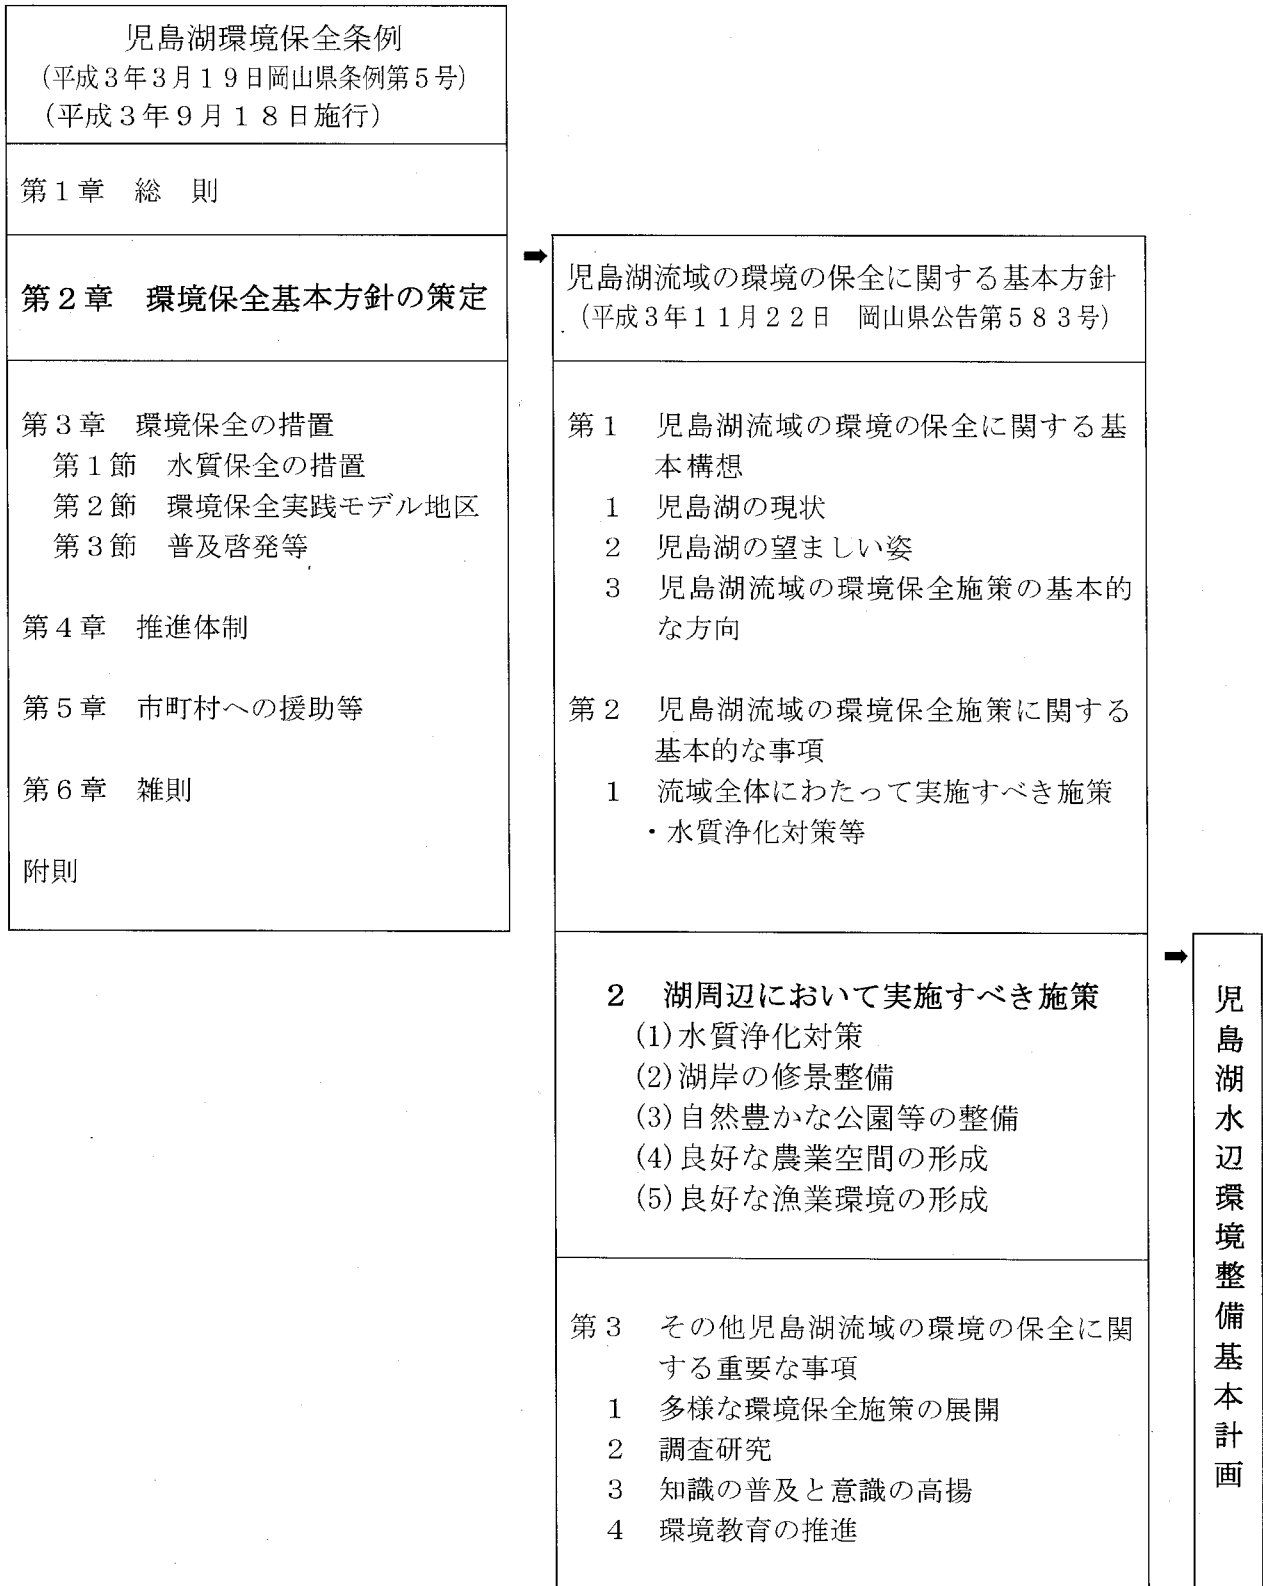 児島湖環境保全条例
（平成３年３月１９日岡山県条例第５号）
（平成３年９月１８日施行）
第１章　総　則
第２章　環境保全基本方針の策定
第３章　環境保全の措置
第１節　水質保全の措置
第２節　環境保全実践モデル地区
第３節　普及啓発等
第４章　推進体制
第５章　市町村への援助等
第６章　雑則
附則
➡
児島湖流域の環境の保全に関する基本方針
（平成３年１１月２２日　岡山県公告第５８３号）
第１　児島湖流域の環境の保全に関する基
本構想
１　児島湖の現状
２　児島湖の望ましい姿
３　児島湖流域の環境保全施策の基本的
な方向
第２　児島湖流域の環境保全施策に関する
基本的な事項
１　流域全体にわたって実施すべき施策
・水質浄化対策等
２　湖周辺において実施すべき施策
(1)水質浄化対策
(2)湖岸の修景整備
(3)自然豊かな公園等の整備
(4)良好な農業空間の形成
(5)良好な漁業環境の形成
第３　その他児島湖流域の環境の保全に関
する重要な事項
１　多様な環境保全施策の展開
２　調査研究
３　知識の普及と意識の高揚
４　環境教育の推進
➡
児島湖水辺環境整備基本計画